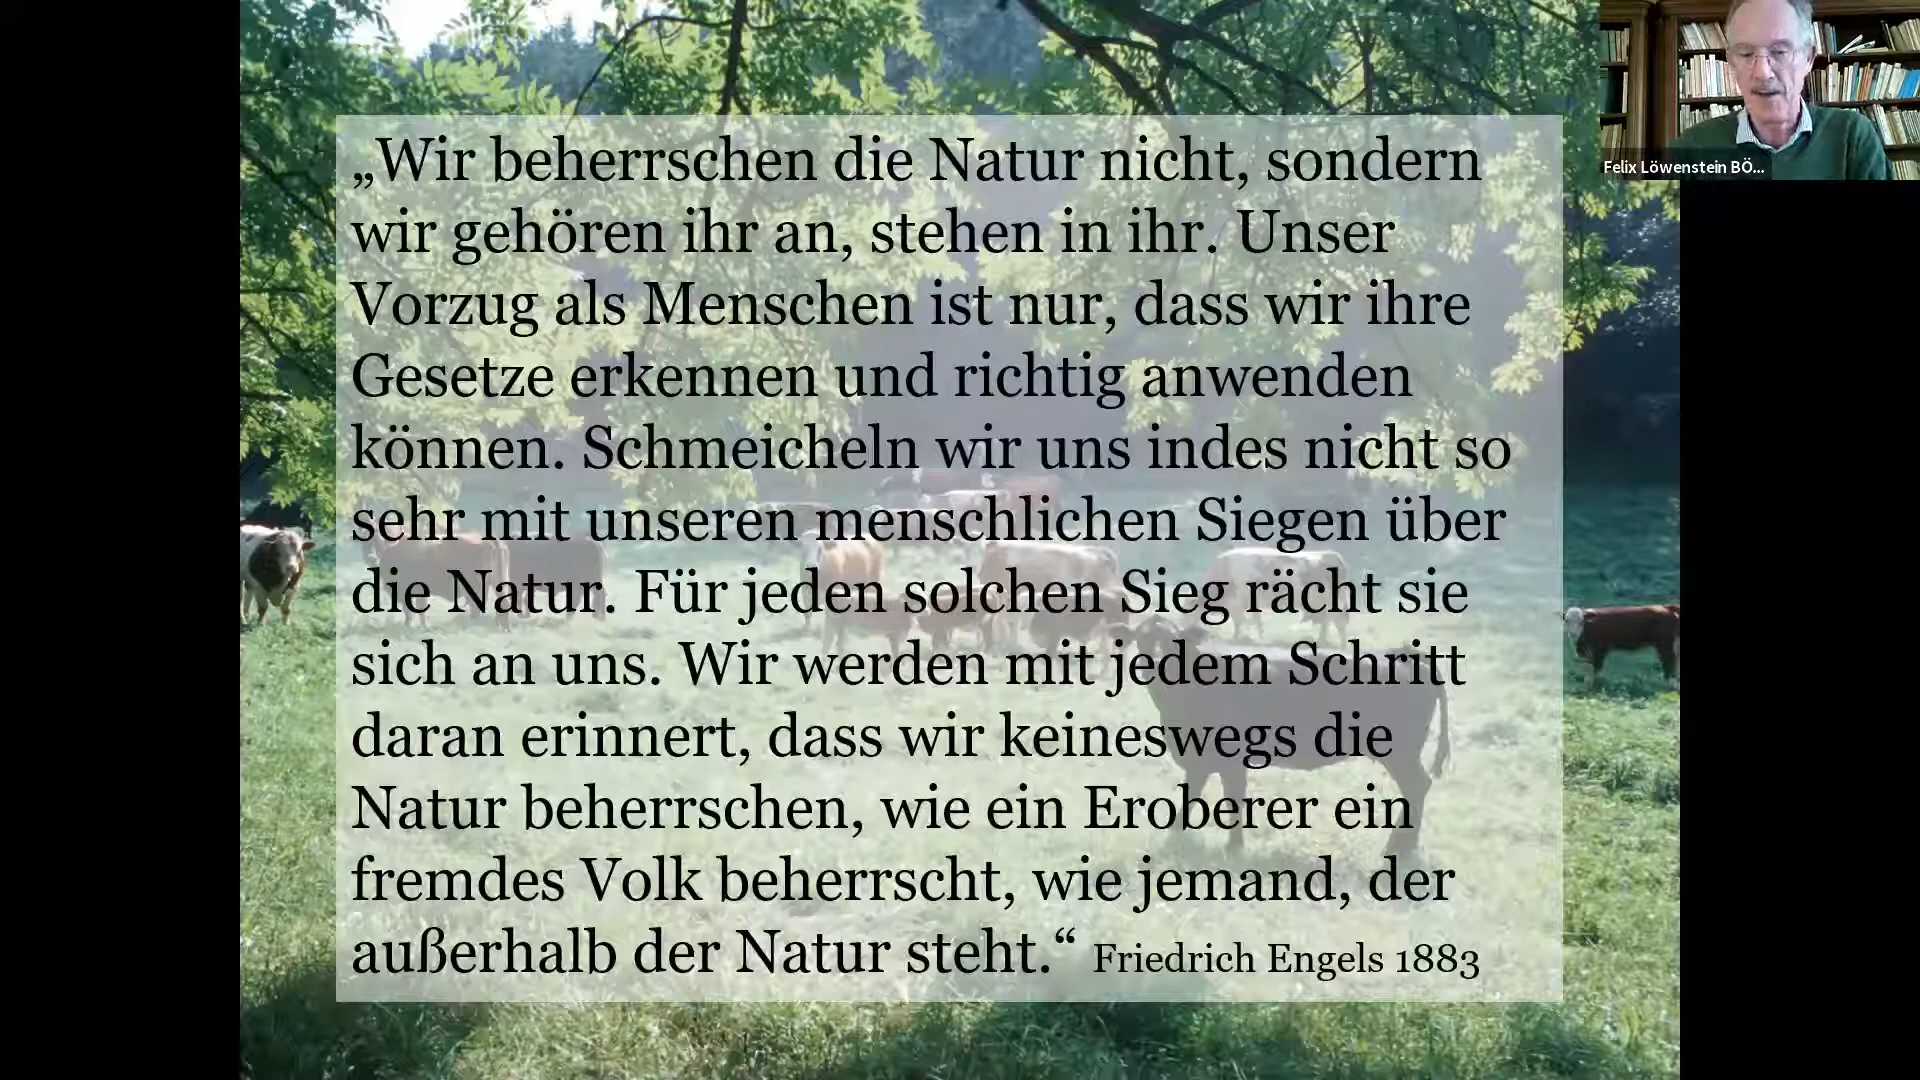 „Wir beherrschen die Natur nicht, sondern
wir gehören ihr an, stehen in ihr. Unser
Vorzug als Menschen ist nur, dass wir ihre
Gesetze erkennen und richtig anwenden
können. Schmeicheln wir uns indes nicht so
sehr mit unseren menschlichen Siegen über
die Natur. Für jeden solchen Sieg rächt sie
sich an uns. Wir werden mit jedem Schritt
daran erinnert, dass wir keineswegs die
Natur beherrschen, wie ein Eroberer ein
fremdes Volk beherrscht, wie jemand, der
außerhalb der Natur steht.“ Friedrich Engels 1883
Felix Löwenstein BÖ...